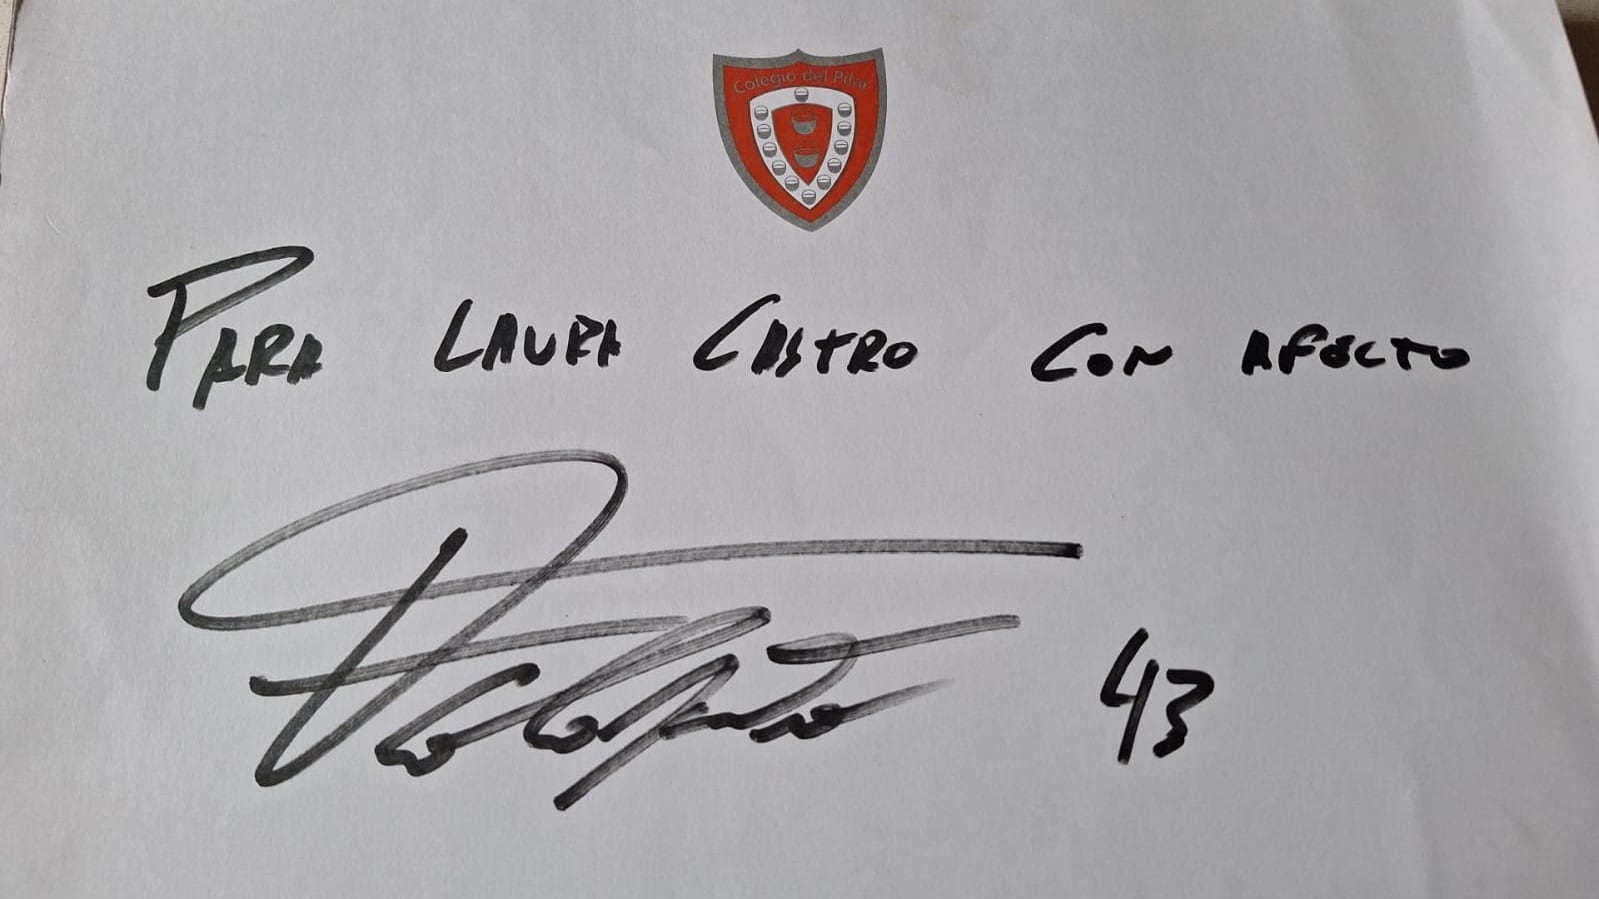 Colegio del Pilar
PARA LAURA CASTRO CON AFECTO
43